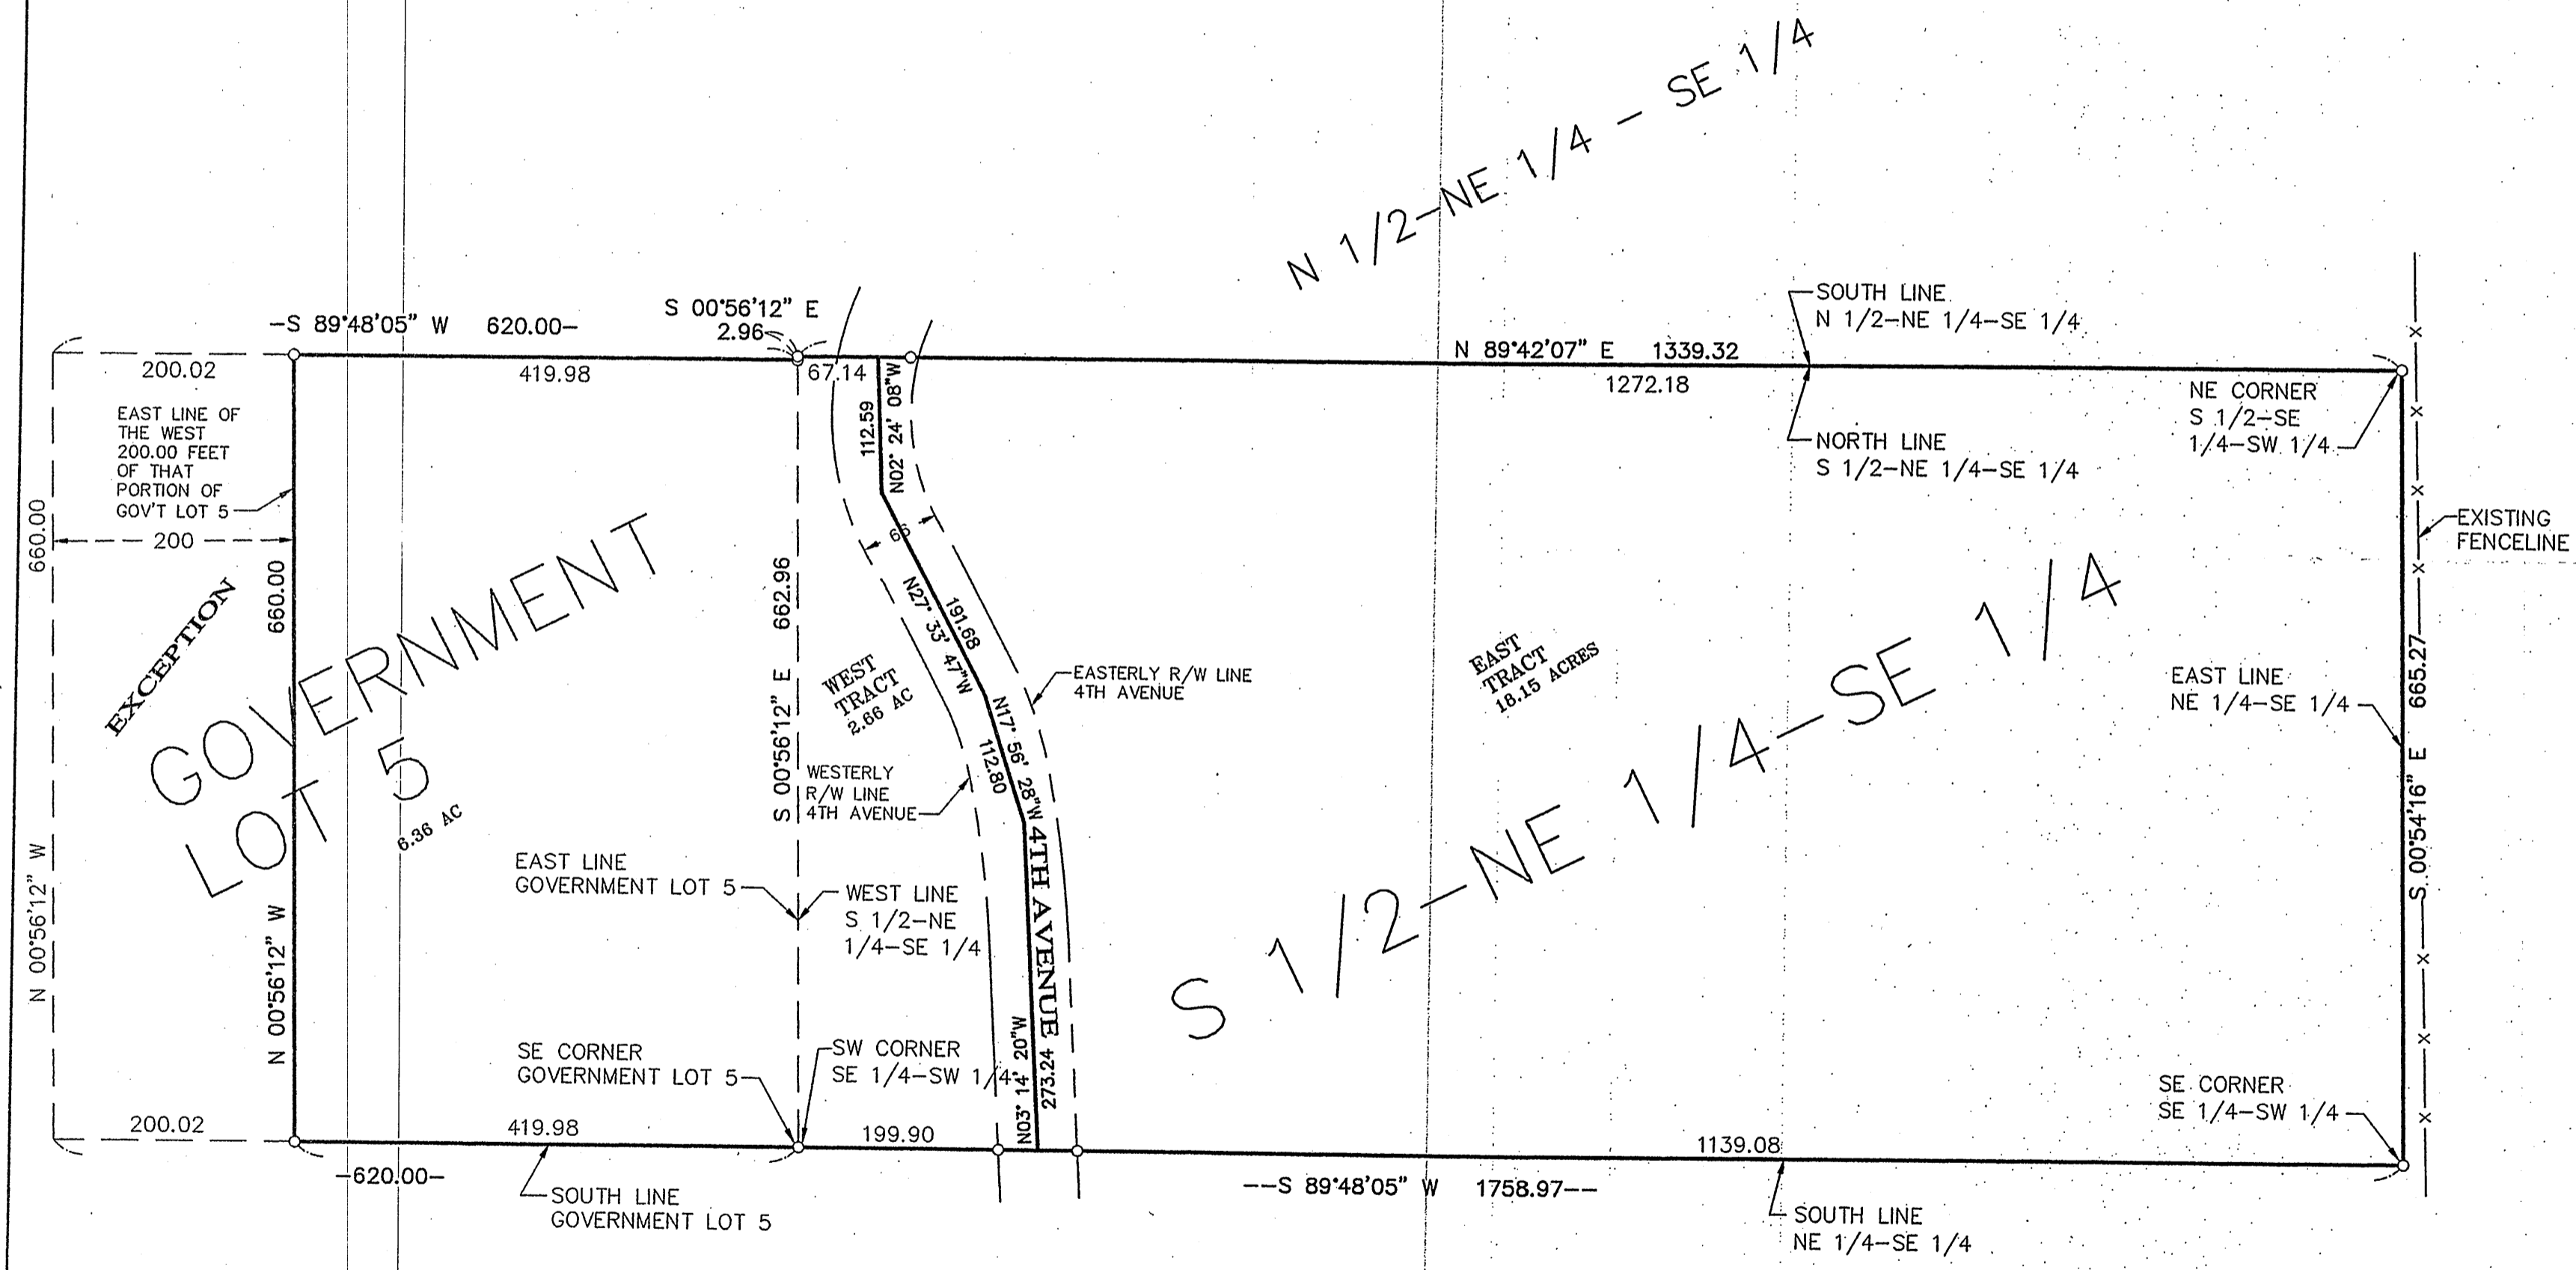 N 1/2-NE 1/4 - SE 1/4
-S 89°48'05" W 620.00-
S 00°56'12" E
2.96
SOUTH LINE
N 1/2-NE 1/4-SE 1/4
N 89°42'07" E 1339.32
1272.18
200.02
419.98
67.14
NE CORNER
S 1/2-SE
1/4-SW 1/4
NORTH LINE
S 1/2-NE 1/4-SE 1/4
EAST LINE OF
THE WEST
200.00 FEET
OF THAT
PORTION OF
GOV'T LOT 5
112.59
N02° 24' 08"W
200
66
EXISTING
FENCELINE
660.00
N 00°56'12" W
EXCEPTION
660.00
N 00°56'12" W
GOVERNMENT
LOT 5
6.36 AC
S 00°56'12" E 662.96
N27° 33' 47"W
191.68
WEST
TRACT
2.66 AC
EASTERLY R/W LINE
4TH AVENUE
EAST
TRACT
18.15 ACRES
EAST LINE
NE 1/4-SE 1/4
S 00°54'16" E 665.27
N17° 56' 28"W
112.80
WESTERLY
R/W LINE
4TH AVENUE
4TH AVENUE
S 1/2-NE 1/4-SE 1/4
EAST LINE
GOVERNMENT LOT 5
WEST LINE
S 1/2-NE
1/4-SE 1/4
SE CORNER
GOVERNMENT LOT 5
SW CORNER
SE 1/4-SW 1/4
N03° 14' 20"W
273.24
SE CORNER
SE 1/4-SW 1/4
200.02
419.98
199.90
1139.08
-620.00-
SOUTH LINE
GOVERNMENT LOT 5
---S 89°48'05" W 1758.97--
SOUTH LINE
NE 1/4-SE 1/4
X
X
X
X
X
X
X
X